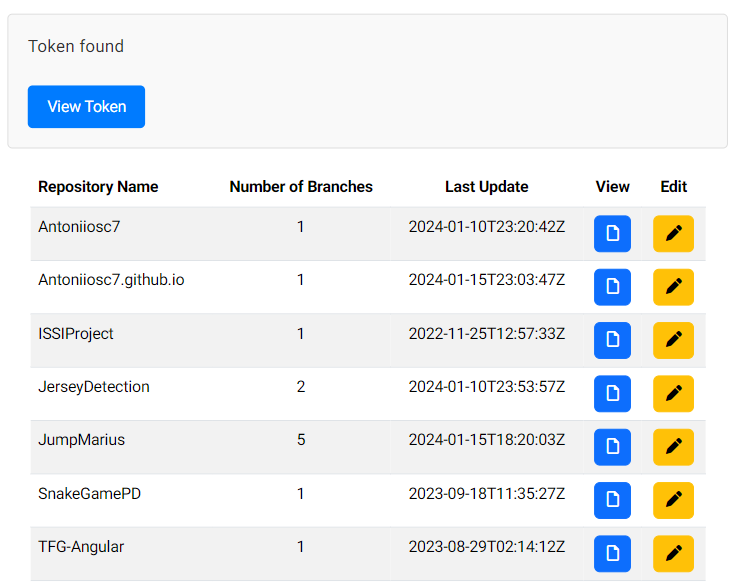 Token found
View Token
Repository Name Number of Branches Last Update View Edit
Antoniiosc7 1 2024-01-10T23:20:42Z
Antoniiosc7.github.io 1 2024-01-15T23:03:47Z
ISSIProject 1 2022-11-25T12:57:33Z
JerseyDetection 2 2024-01-10T23:53:57Z
JumpMarius 5 2024-01-15T18:20:03Z
SnakeGamePD 1 2023-09-18T11:35:27Z
TFG-Angular 1 2023-08-29T02:14:12Z